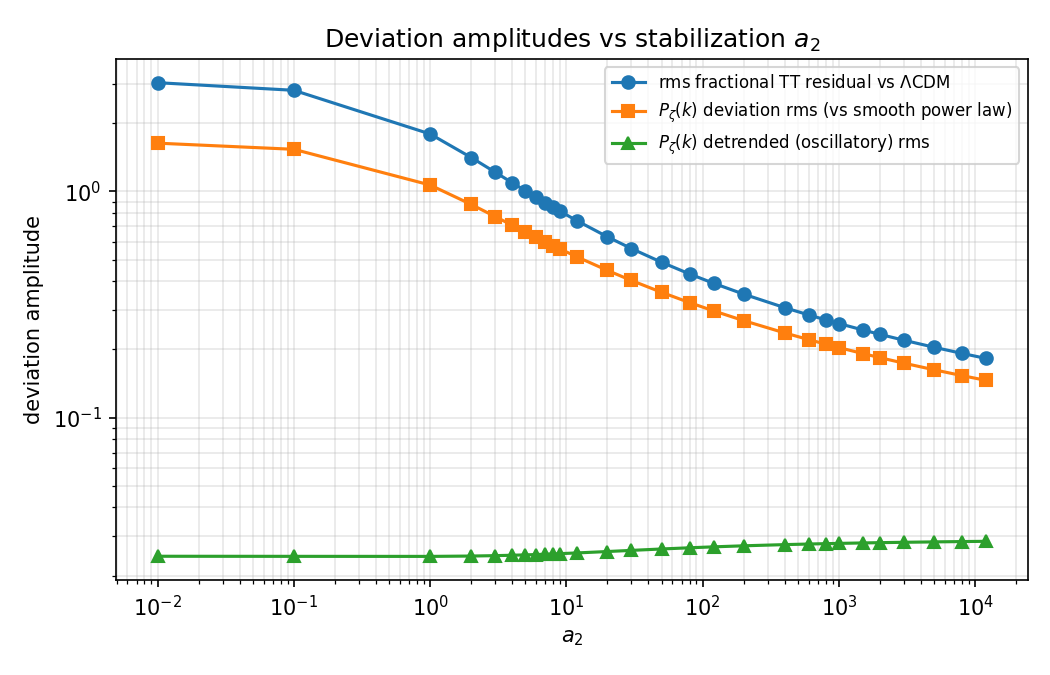 Deviation amplitudes vs stabilization a₂
rms fractional TT residual vs ΛCDM
P_ζ(k) deviation rms (vs smooth power law)
P_ζ(k) detrended (oscillatory) rms
deviation amplitude
10⁰
10⁻¹
10⁻² 10⁻¹ 10⁰ 10¹ 10² 10³ 10⁴
a₂